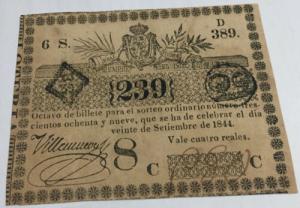 D
6 S. 389.
239
Octavo de billete para el sorteo ordinario número tres-
cientos ochenta y nueve, que se ha de celebrar el dia
veinte de Setiembre de 1844.
Vale cuatro reales.
8 C C